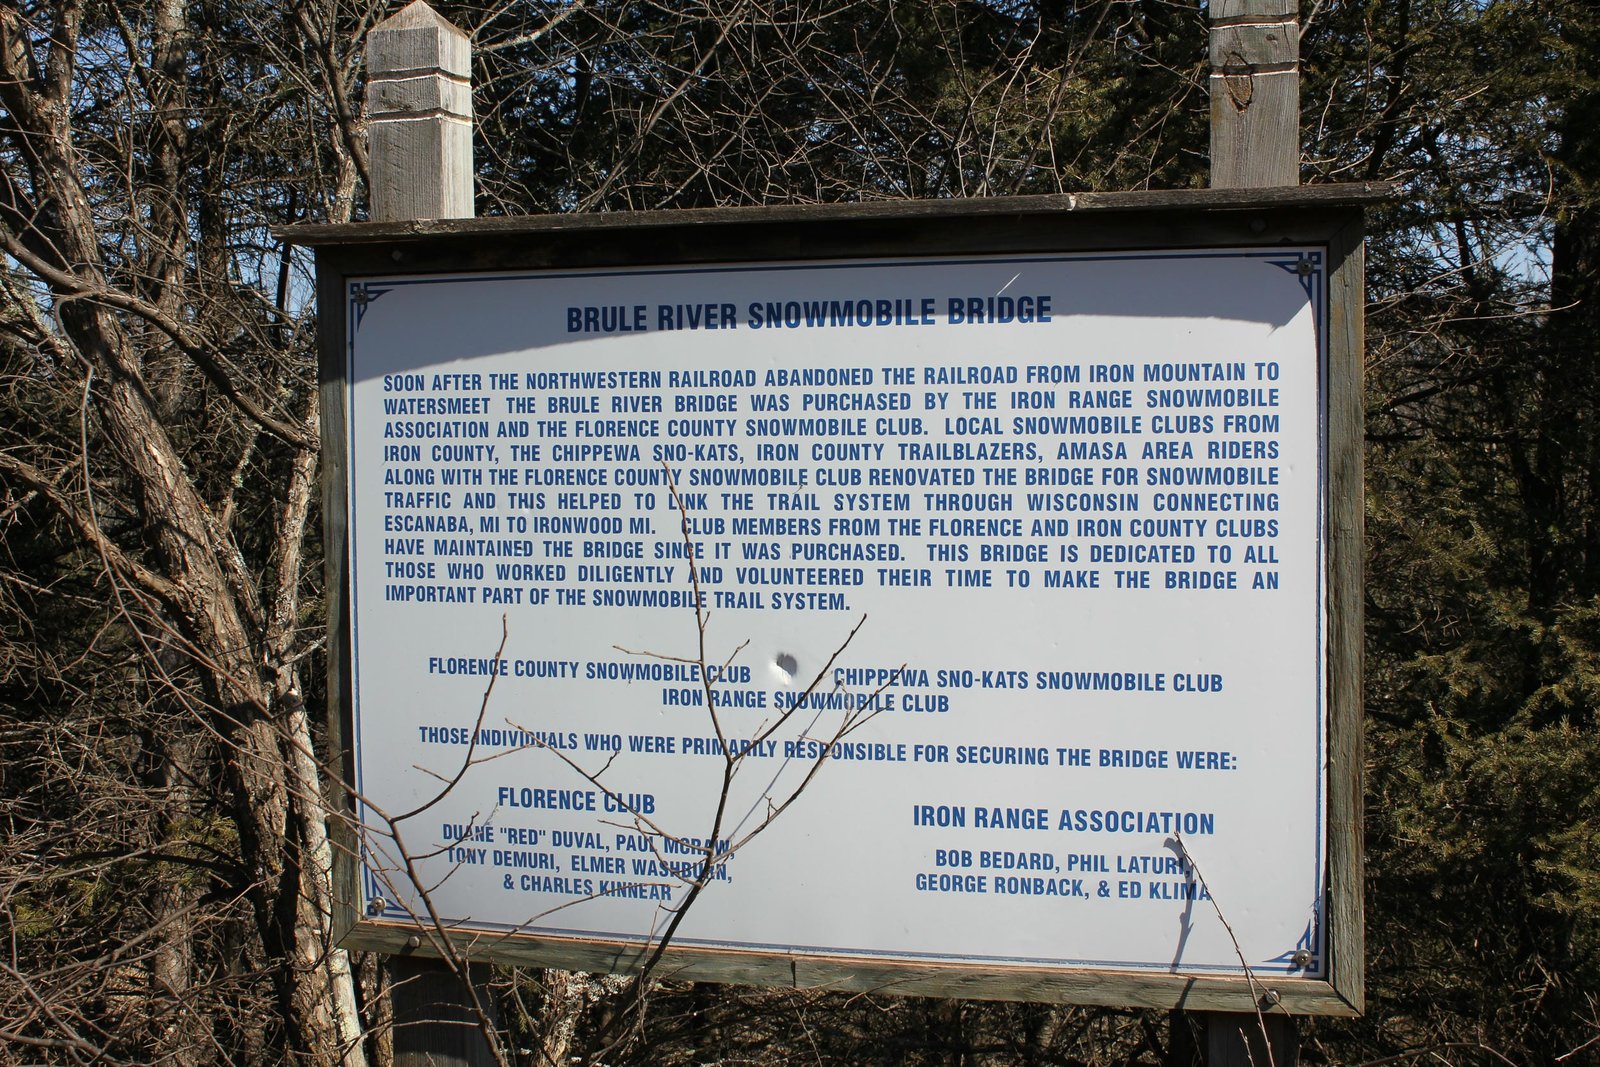 BRULE RIVER SNOWMOBILE BRIDGE
SOON AFTER THE NORTHWESTERN RAILROAD ABANDONED THE RAILROAD FROM IRON MOUNTAIN TO
WATERSMEET THE BRULE RIVER BRIDGE WAS PURCHASED BY THE IRON RANGE SNOWMOBILE
ASSOCIATION AND THE FLORENCE COUNTY SNOWMOBILE CLUB. LOCAL SNOWMOBILE CLUBS FROM
IRON COUNTY, THE CHIPPEWA SNO-KATS, IRON COUNTY TRAILBLAZERS, AMASA AREA RIDERS
ALONG WITH THE FLORENCE COUNTY SNOWMOBILE CLUB RENOVATED THE BRIDGE FOR SNOWMOBILE
TRAFFIC AND THIS HELPED TO LINK THE TRAIL SYSTEM THROUGH WISCONSIN CONNECTING
ESCANABA, MI TO IRONWOOD MI. CLUB MEMBERS FROM THE FLORENCE AND IRON COUNTY CLUBS
HAVE MAINTAINED THE BRIDGE SINCE IT WAS PURCHASED. THIS BRIDGE IS DEDICATED TO ALL
THOSE WHO WORKED DILIGENTLY AND VOLUNTEERED THEIR TIME TO MAKE THE BRIDGE AN
IMPORTANT PART OF THE SNOWMOBILE TRAIL SYSTEM.
FLORENCE COUNTY SNOWMOBILE CLUB CHIPPEWA SNO-KATS SNOWMOBILE CLUB
IRON RANGE SNOWMOBILE CLUB
THOSE INDIVIDUALS WHO WERE PRIMARILY RESPONSIBLE FOR SECURING THE BRIDGE WERE:
FLORENCE CLUB
DUANE "RED" DUVAL, PAUL MCRAW,
TONY DEMURI, ELMER WASHBURN,
& CHARLES KINNEAR
IRON RANGE ASSOCIATION
BOB BEDARD, PHIL LATURI,
GEORGE RONBACK, & ED KLIMA